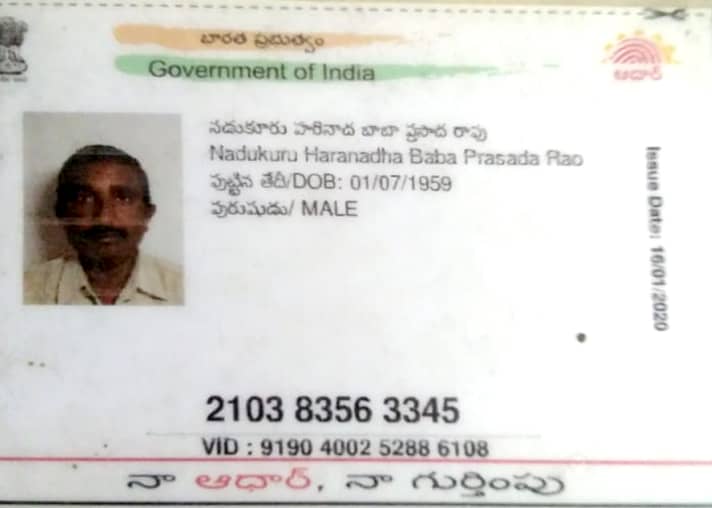 భారత ప్రభుత్వం
Government of India
ఆధార్
నదుకూరు హరినాద బాబా ప్రసాద రావు
Nadukuru Haranadha Baba Prasada Rao
పుట్టిన తేదీ/DOB: 01/07/1959
పురుషుడు/ MALE
Issue Date: 16/01/2020
2103 8356 3345
VID : 9190 4002 5288 6108
నా ఆధార్, నా గుర్తింపు